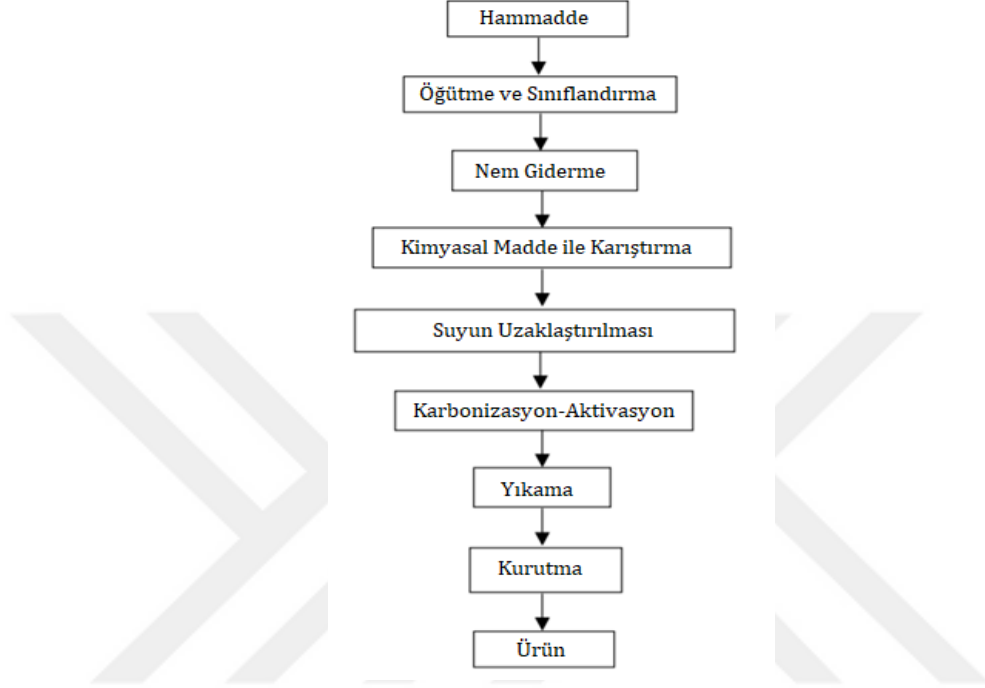 Hammadde
Öğütme ve Sınıflandırma
Nem Giderme
Kimyasal Madde ile Karıştırma
Suyun Uzaklaştırılması
Karbonizasyon-Aktivasyon
Yıkama
Kurutma
Ürün